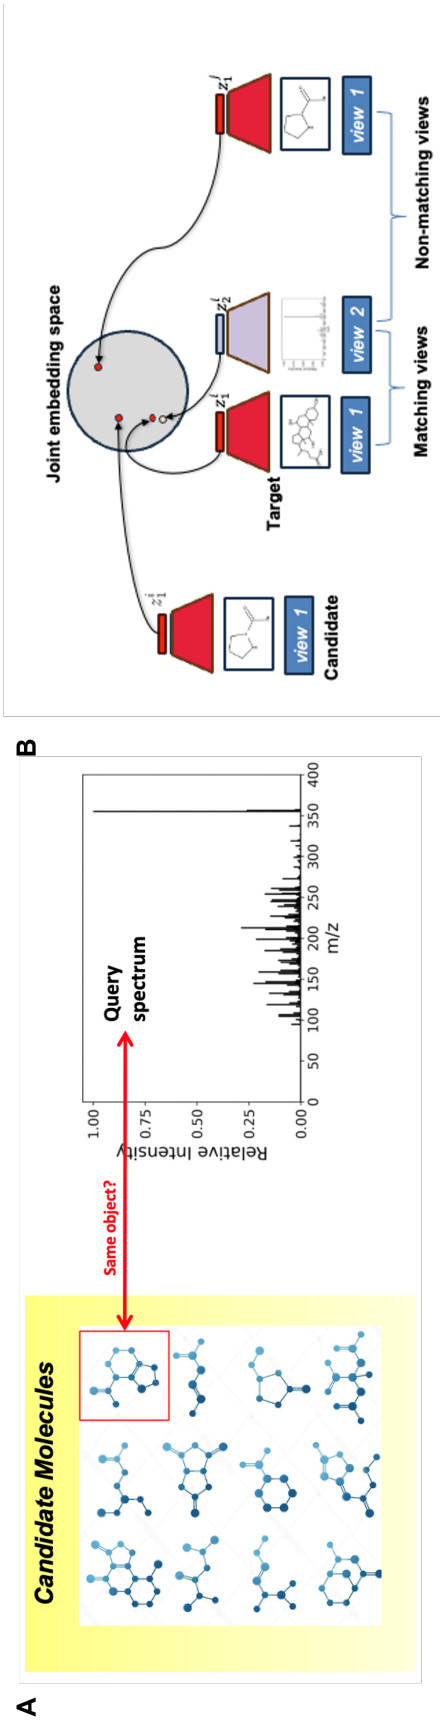 A
Candidate Molecules
Same object?
Query
spectrum
Relative Intensity
1.00
0.75
0.50
0.25
0.00
0
50
100
150
200
250
300
350
400
m/z
B
Joint embedding space
view 1
Candidate
Target
view 1
view 2
view 1
Matching views
Non-matching views